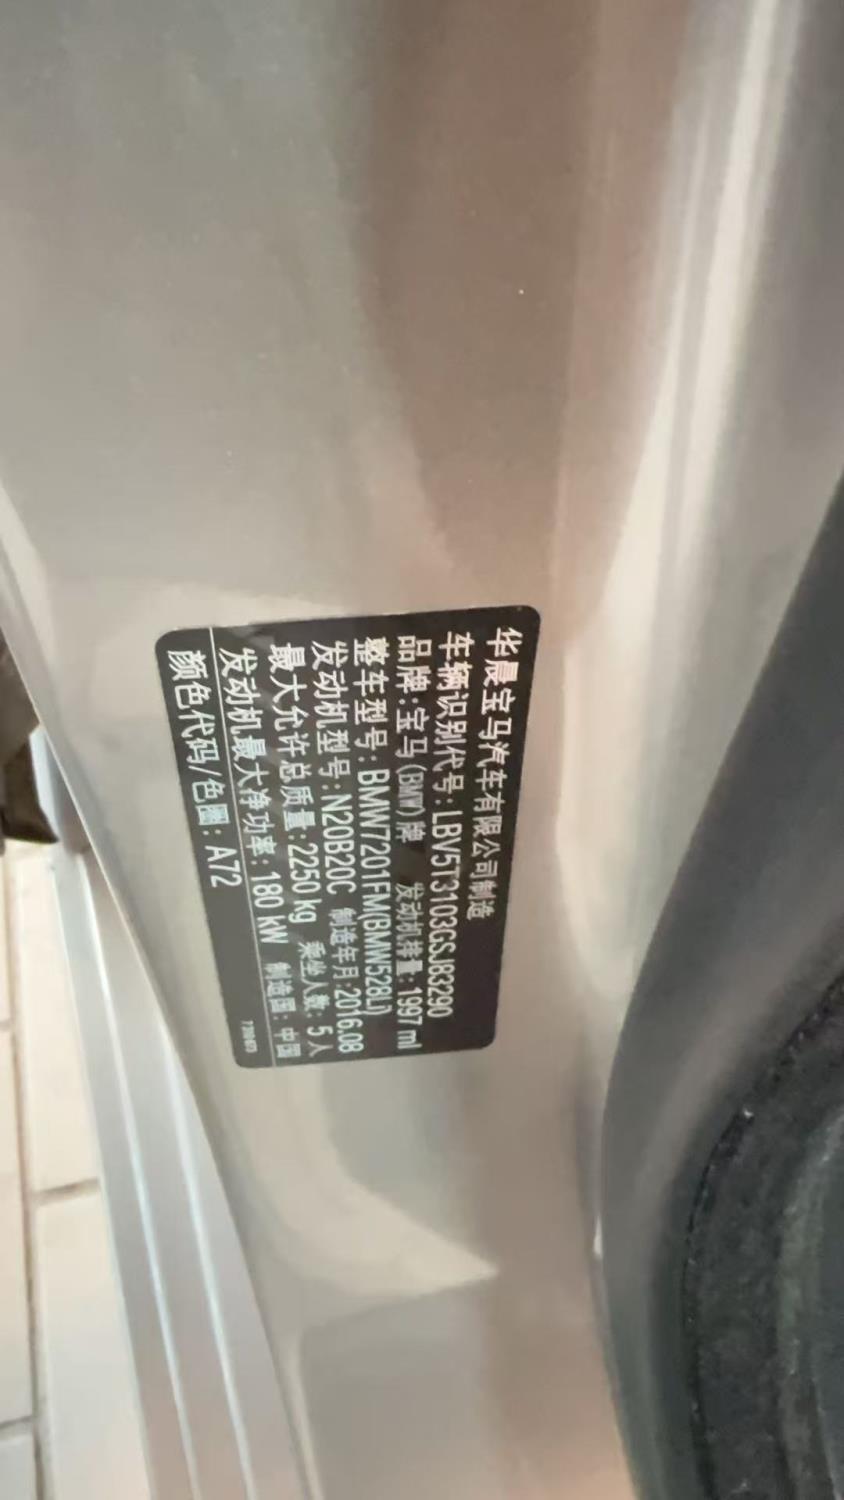 华晨宝马汽车有限公司制造
车辆识别代号:LBV5T3103GSJ83290
品牌:宝马(BMW)牌 发动机排量:1997 ml
整车型号:BMW7201FM(BMW528Li)
发动机型号:N20B20C 制造年月:2016.08
最大允许总质量:2250 kg 乘坐人数:5人
发动机最大净功率:180 kW 制造国:中国
颜色代码/色圈:A72